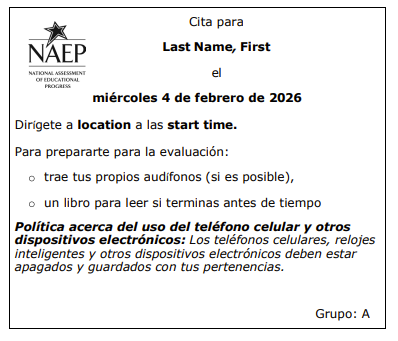 Cita para
NAEP
NATIONAL ASSESSMENT
OF EDUCATIONAL
PROGRESS
Last Name, First
el
miércoles 4 de febrero de 2026
Dirígete a location a las start time.
Para prepararte para la evaluación:
○ trae tus propios audífonos (si es posible),
○ un libro para leer si terminas antes de tiempo
Política acerca del uso del teléfono celular y otros
dispositivos electrónicos: Los teléfonos celulares, relojes
inteligentes y otros dispositivos electrónicos deben estar
apagados y guardados con tus pertenencias.
Grupo: A